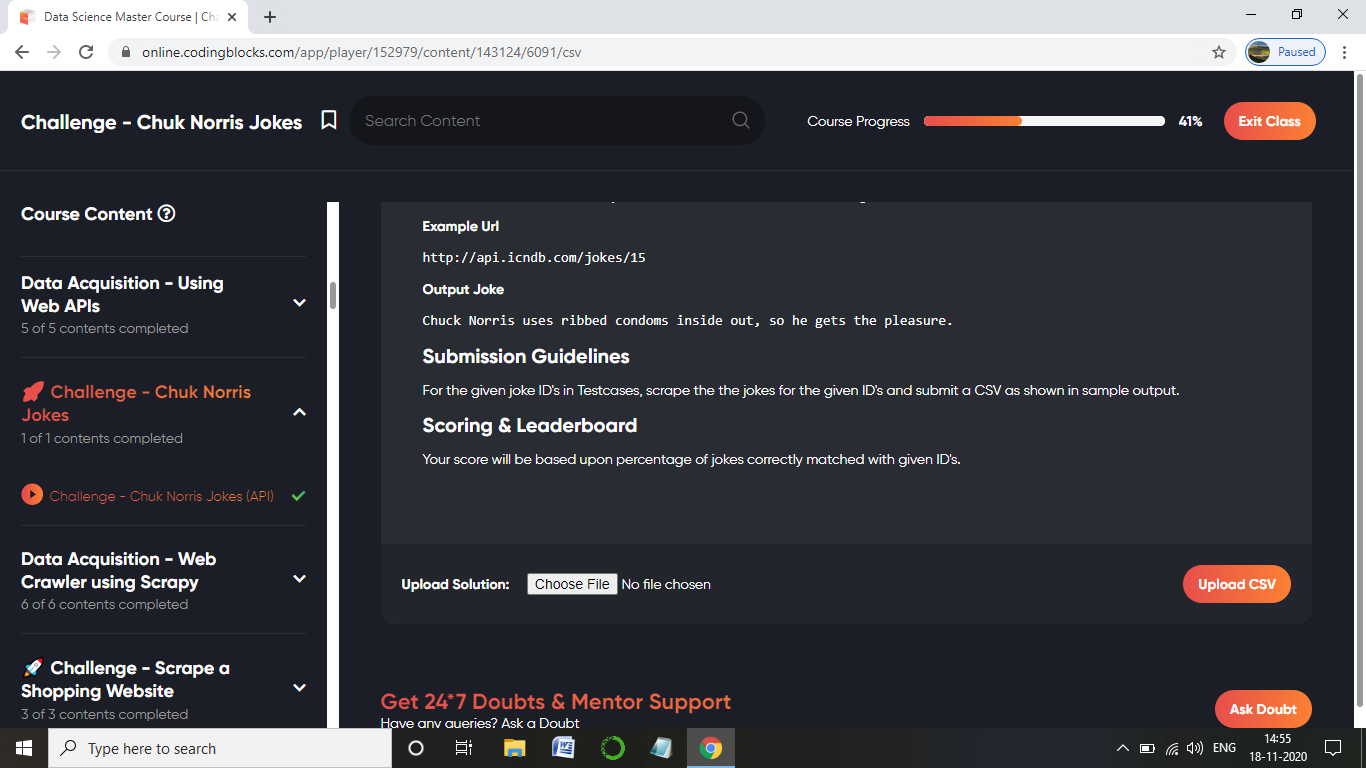 Data Science Master Course | Cha
online.codingblocks.com/app/player/152979/content/143124/6091/csv
Paused
Challenge - Chuk Norris Jokes
Search Content
Course Progress
41%
Exit Class
Course Content
Data Acquisition - Using
Web APIs
5 of 5 contents completed
Challenge - Chuk Norris
Jokes
1 of 1 contents completed
Challenge - Chuk Norris Jokes (API)
Data Acquisition - Web
Crawler using Scrapy
6 of 6 contents completed
Challenge - Scrape a
Shopping Website
3 of 3 contents completed
Example Url
http://api.icndb.com/jokes/15
Output Joke
Chuck Norris uses ribbed condoms inside out, so he gets the pleasure.
Submission Guidelines
For the given joke ID's in Testcases, scrape the the jokes for the given ID's and submit a CSV as shown in sample output.
Scoring & Leaderboard
Your score will be based upon percentage of jokes correctly matched with given ID's.
Upload Solution:
Choose File No file chosen
Upload CSV
Get 24*7 Doubts & Mentor Support
Have any queries? Ask a Doubt
Ask Doubt
Type here to search
ENG
14:55
18-11-2020